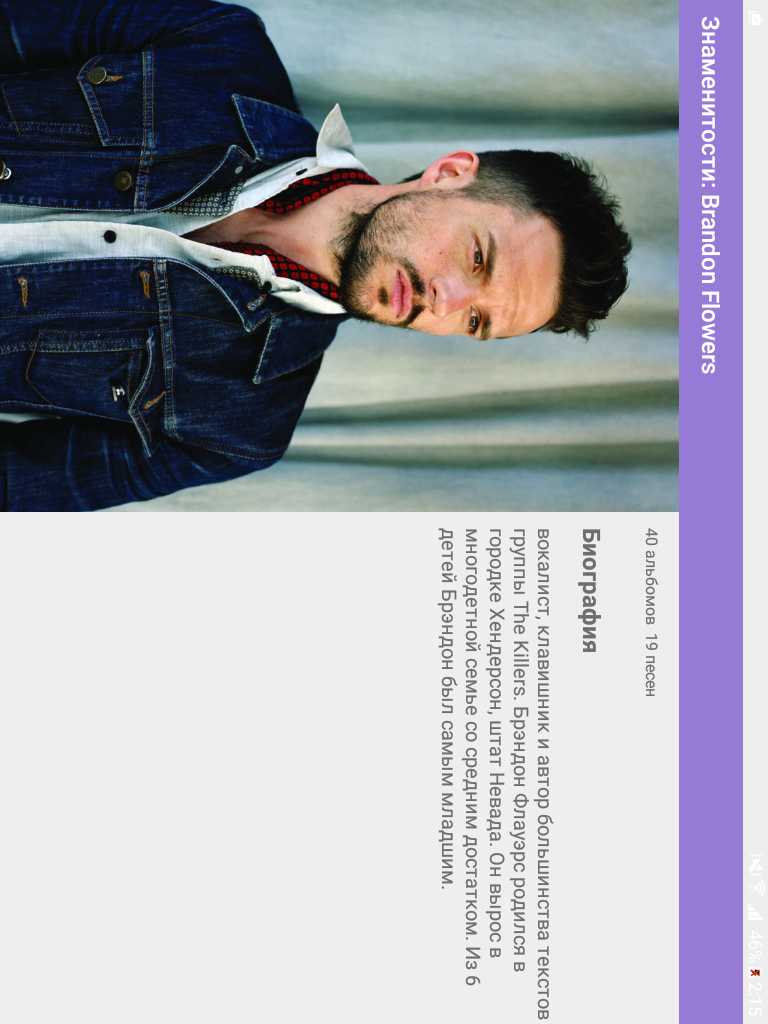 46% 2:15
Знаменитости: Brandon Flowers
40 альбомов 19 песен
Биография
вокалист, клавишник и автор большинства текстов
группы The Killers. Брэндон Флауэрс родился в
городке Хендерсон, штат Невада. Он вырос в
многодетной семье со средним достатком. Из 6
детей Брэндон был самым младшим.